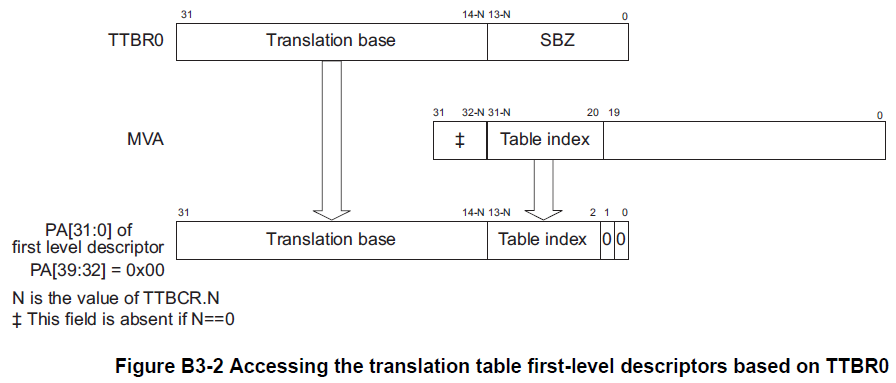 31 14-N 13-N 0
TTBR0 Translation base SBZ
31 32-N 31-N 20 19 0
MVA ‡ Table index
31 14-N 13-N 2 1 0
PA[31:0] of
first level descriptor
Translation base Table index 0 0
PA[39:32] = 0x00
N is the value of TTBCR.N
‡ This field is absent if N==0
Figure B3-2 Accessing the translation table first-level descriptors based on TTBR0